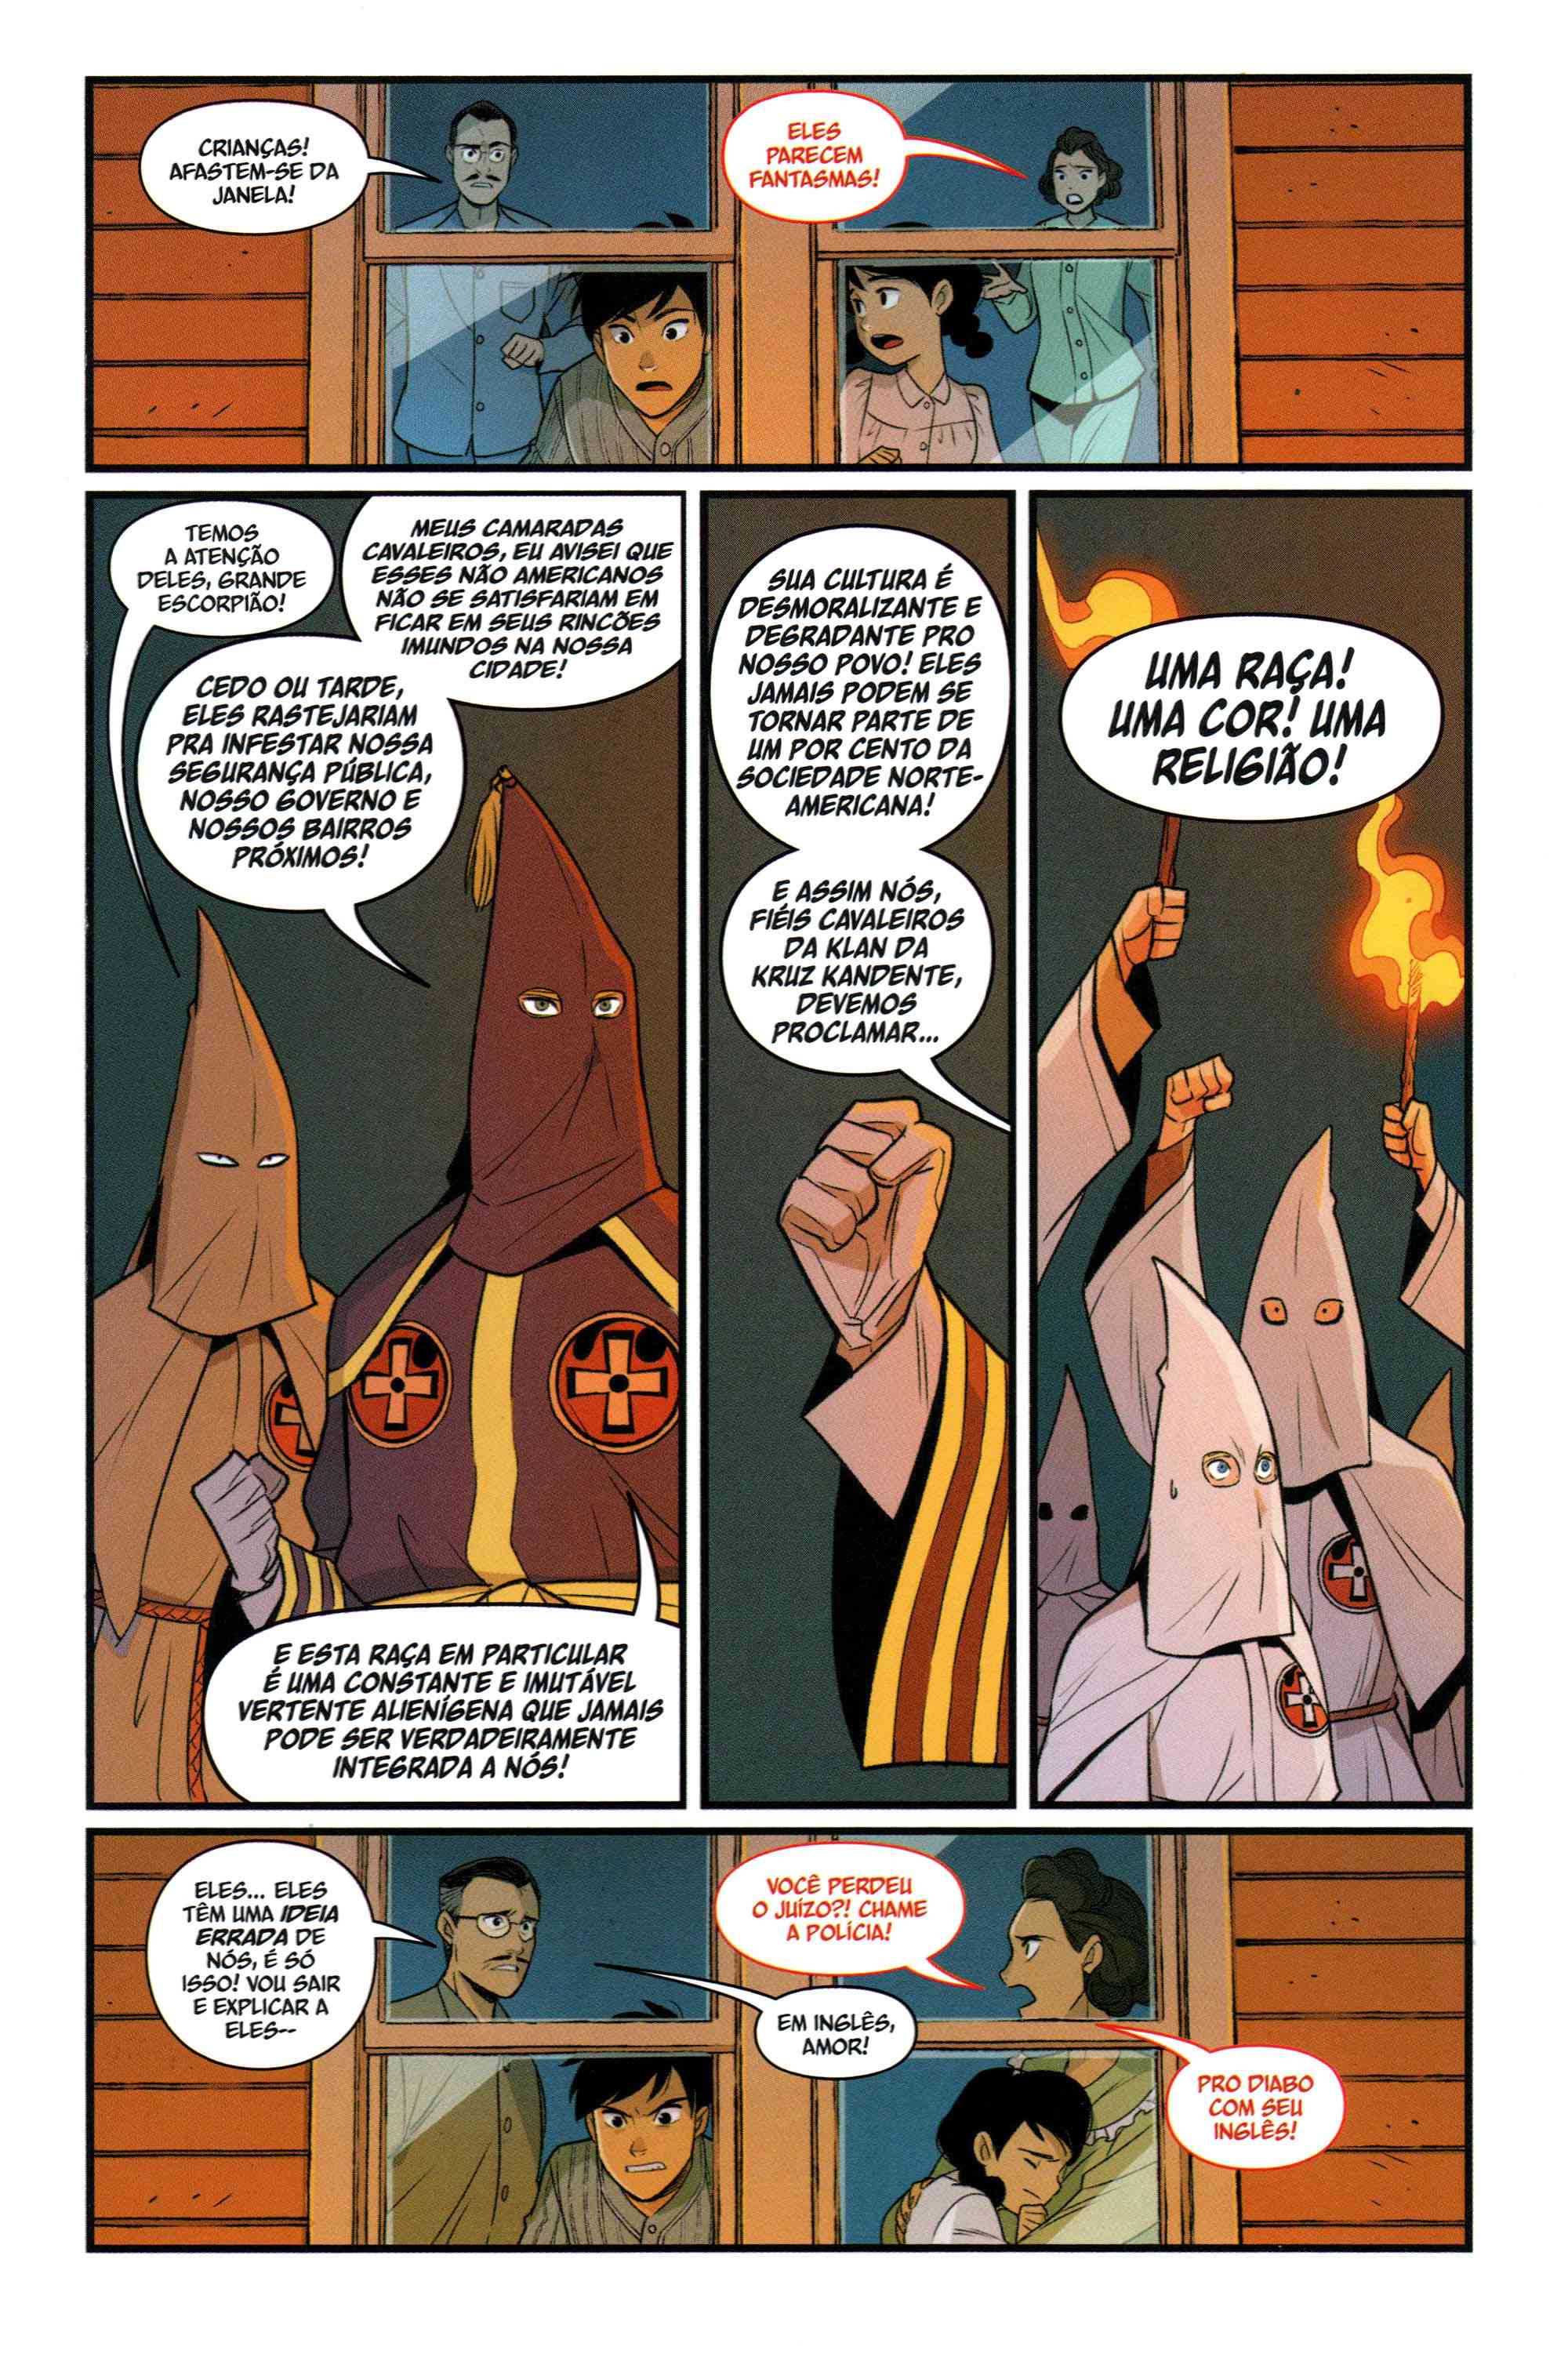 CRIANÇAS!
AFASTEM-SE DA
JANELA!
ELES
PARECEM
FANTASMAS!
TEMOS
A ATENÇÃO
DELES, GRANDE
ESCORPIÃO!
MEUS CAMARADAS
CAVALEIROS, EU AVISEI QUE
ESSES NÃO AMERICANOS
NÃO SE SATISFARIAM EM
FICAR EM SEUS RINCÕES
IMUNDOS NA NOSSA
CIDADE!
CEDO OU TARDE,
ELES RASTEJARIAM
PRA INFESTAR NOSSA
SEGURANÇA PÚBLICA,
NOSSO GOVERNO E
NOSSOS BAIRROS
PRÓXIMOS!
E ESTA RAÇA EM PARTICULAR
É UMA CONSTANTE E IMUTÁVEL
VERTENTE ALIENÍGENA QUE JAMAIS
PODE SER VERDADEIRAMENTE
INTEGRADA A NÓS!
SUA CULTURA É
DESMORALIZANTE E
DEGRADANTE PRO
NOSSO POVO! ELES
JAMAIS PODEM SE
TORNAR PARTE DE
UM POR CENTO DA
SOCIEDADE NORTE-
AMERICANA!
E ASSIM NÓS,
FIÉIS CAVALEIROS
DA KLAN DA
KRUZ KANDENTE,
DEVEMOS
PROCLAMAR...
UMA RAÇA!
UMA COR! UMA
RELIGIÃO!
ELES... ELES
TÊM UMA IDEIA
ERRADA DE
NÓS, É SÓ
ISSO! VOU SAIR
E EXPLICAR A
ELES--
VOCÊ PERDEU
O JUÍZO?! CHAME
A POLÍCIA!
EM INGLÊS,
AMOR!
PRO DIABO
COM SEU
INGLÊS!